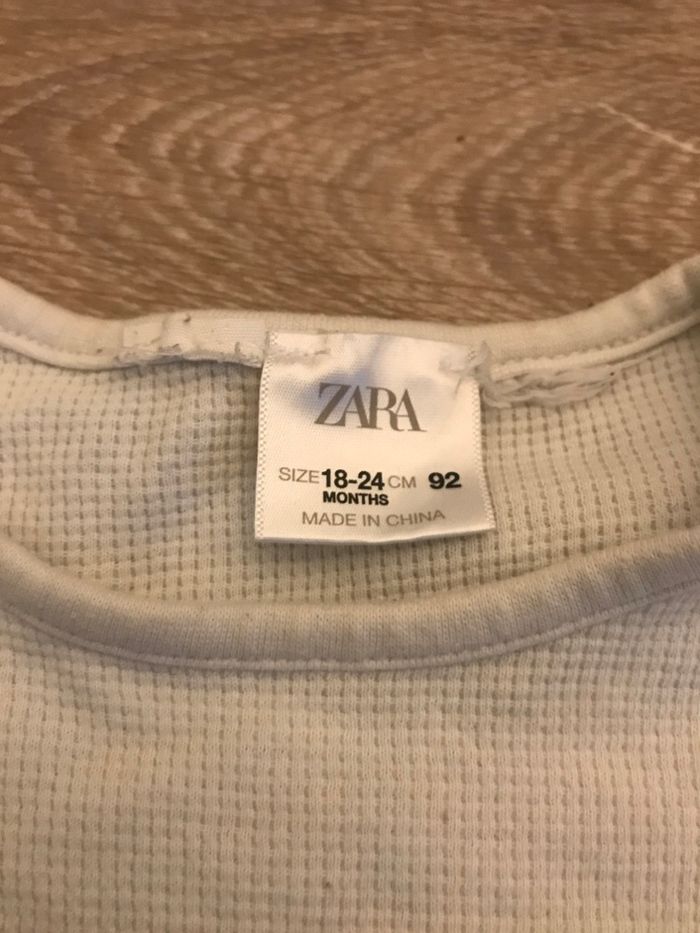 ZARA
SIZE 18-24 CM 92
MONTHS
MADE IN CHINA